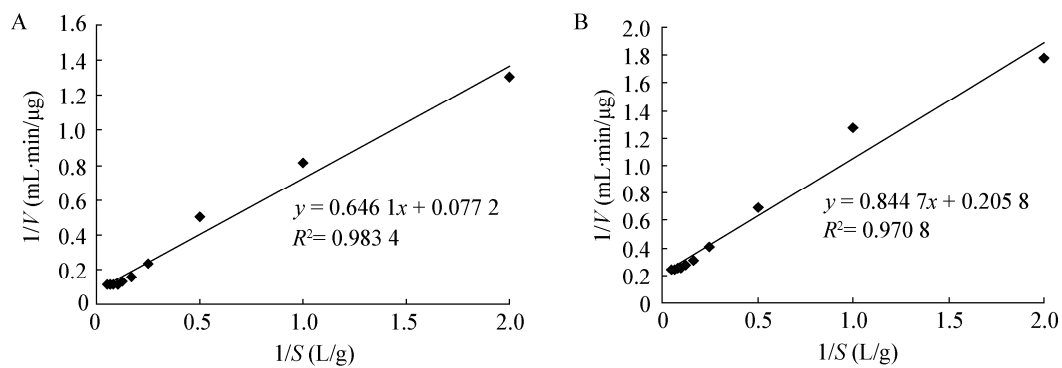 A
1.6
1.4
1.2
1.0
0.8
0.6
0.4
0.2
0
1/V (mL·min/μg)
y = 0.646 1x + 0.077 2
R²= 0.983 4
0 0.5 1.0 1.5 2.0
1/S (L/g)
B
2.0
1.8
1.6
1.4
1.2
1.0
0.8
0.6
0.4
0.2
0
1/V (mL·min/μg)
y = 0.844 7x + 0.205 8
R²= 0.970 8
0 0.5 1.0 1.5 2.0
1/S (L/g)